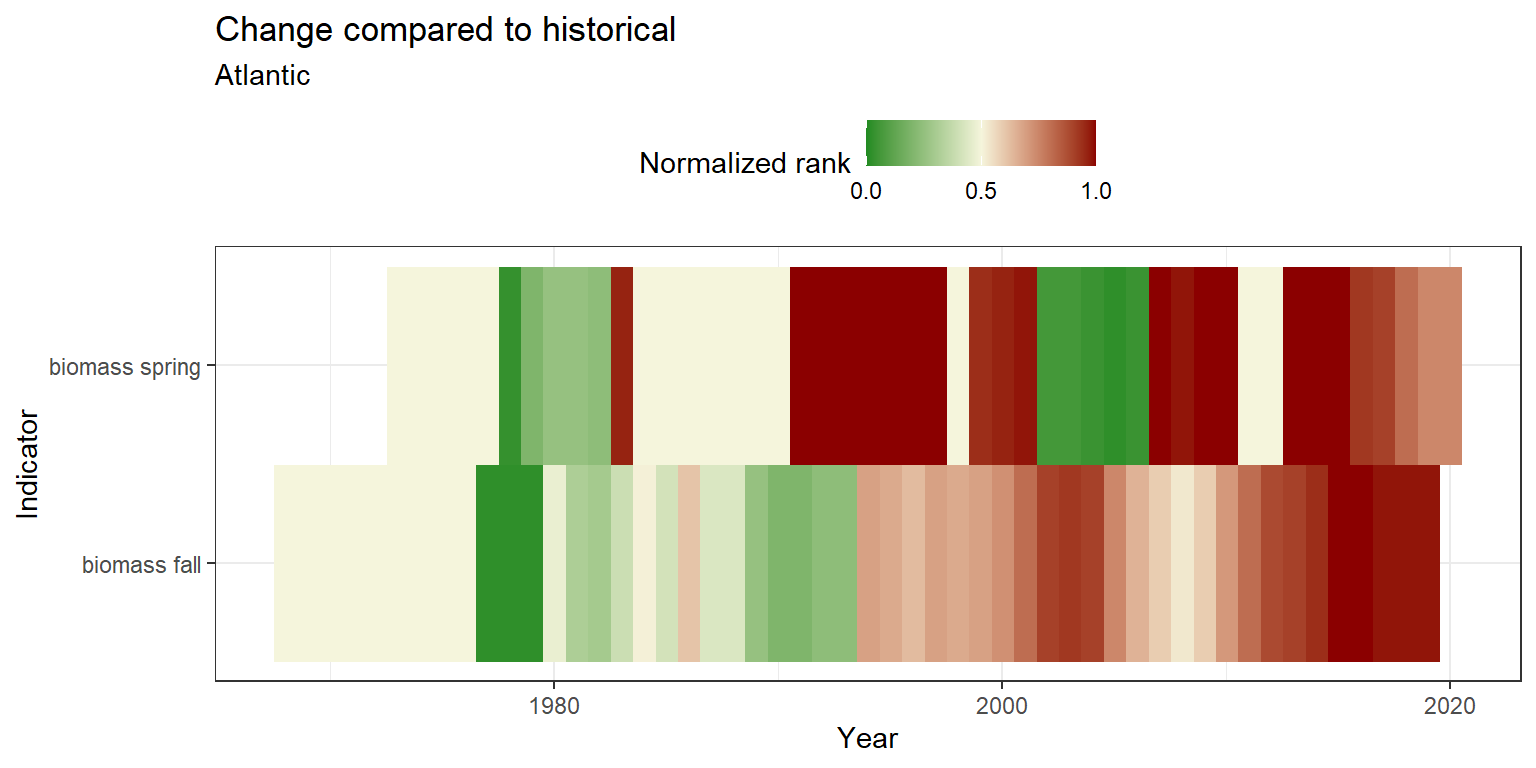 Change compared to historical
Atlantic
Normalized rank
0.0 0.5 1.0
Indicator
biomass spring
biomass fall
1980 2000 2020
Year